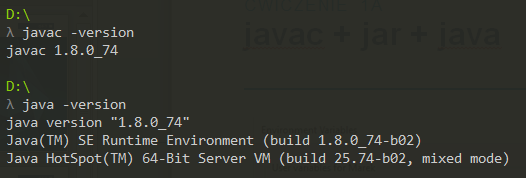 D:\
λ javac -version
javac 1.8.0_74
D:\
λ java -version
java version "1.8.0_74"
Java(TM) SE Runtime Environment (build 1.8.0_74-b02)
Java HotSpot(TM) 64-Bit Server VM (build 25.74-b02, mixed mode)
javac + jar + java